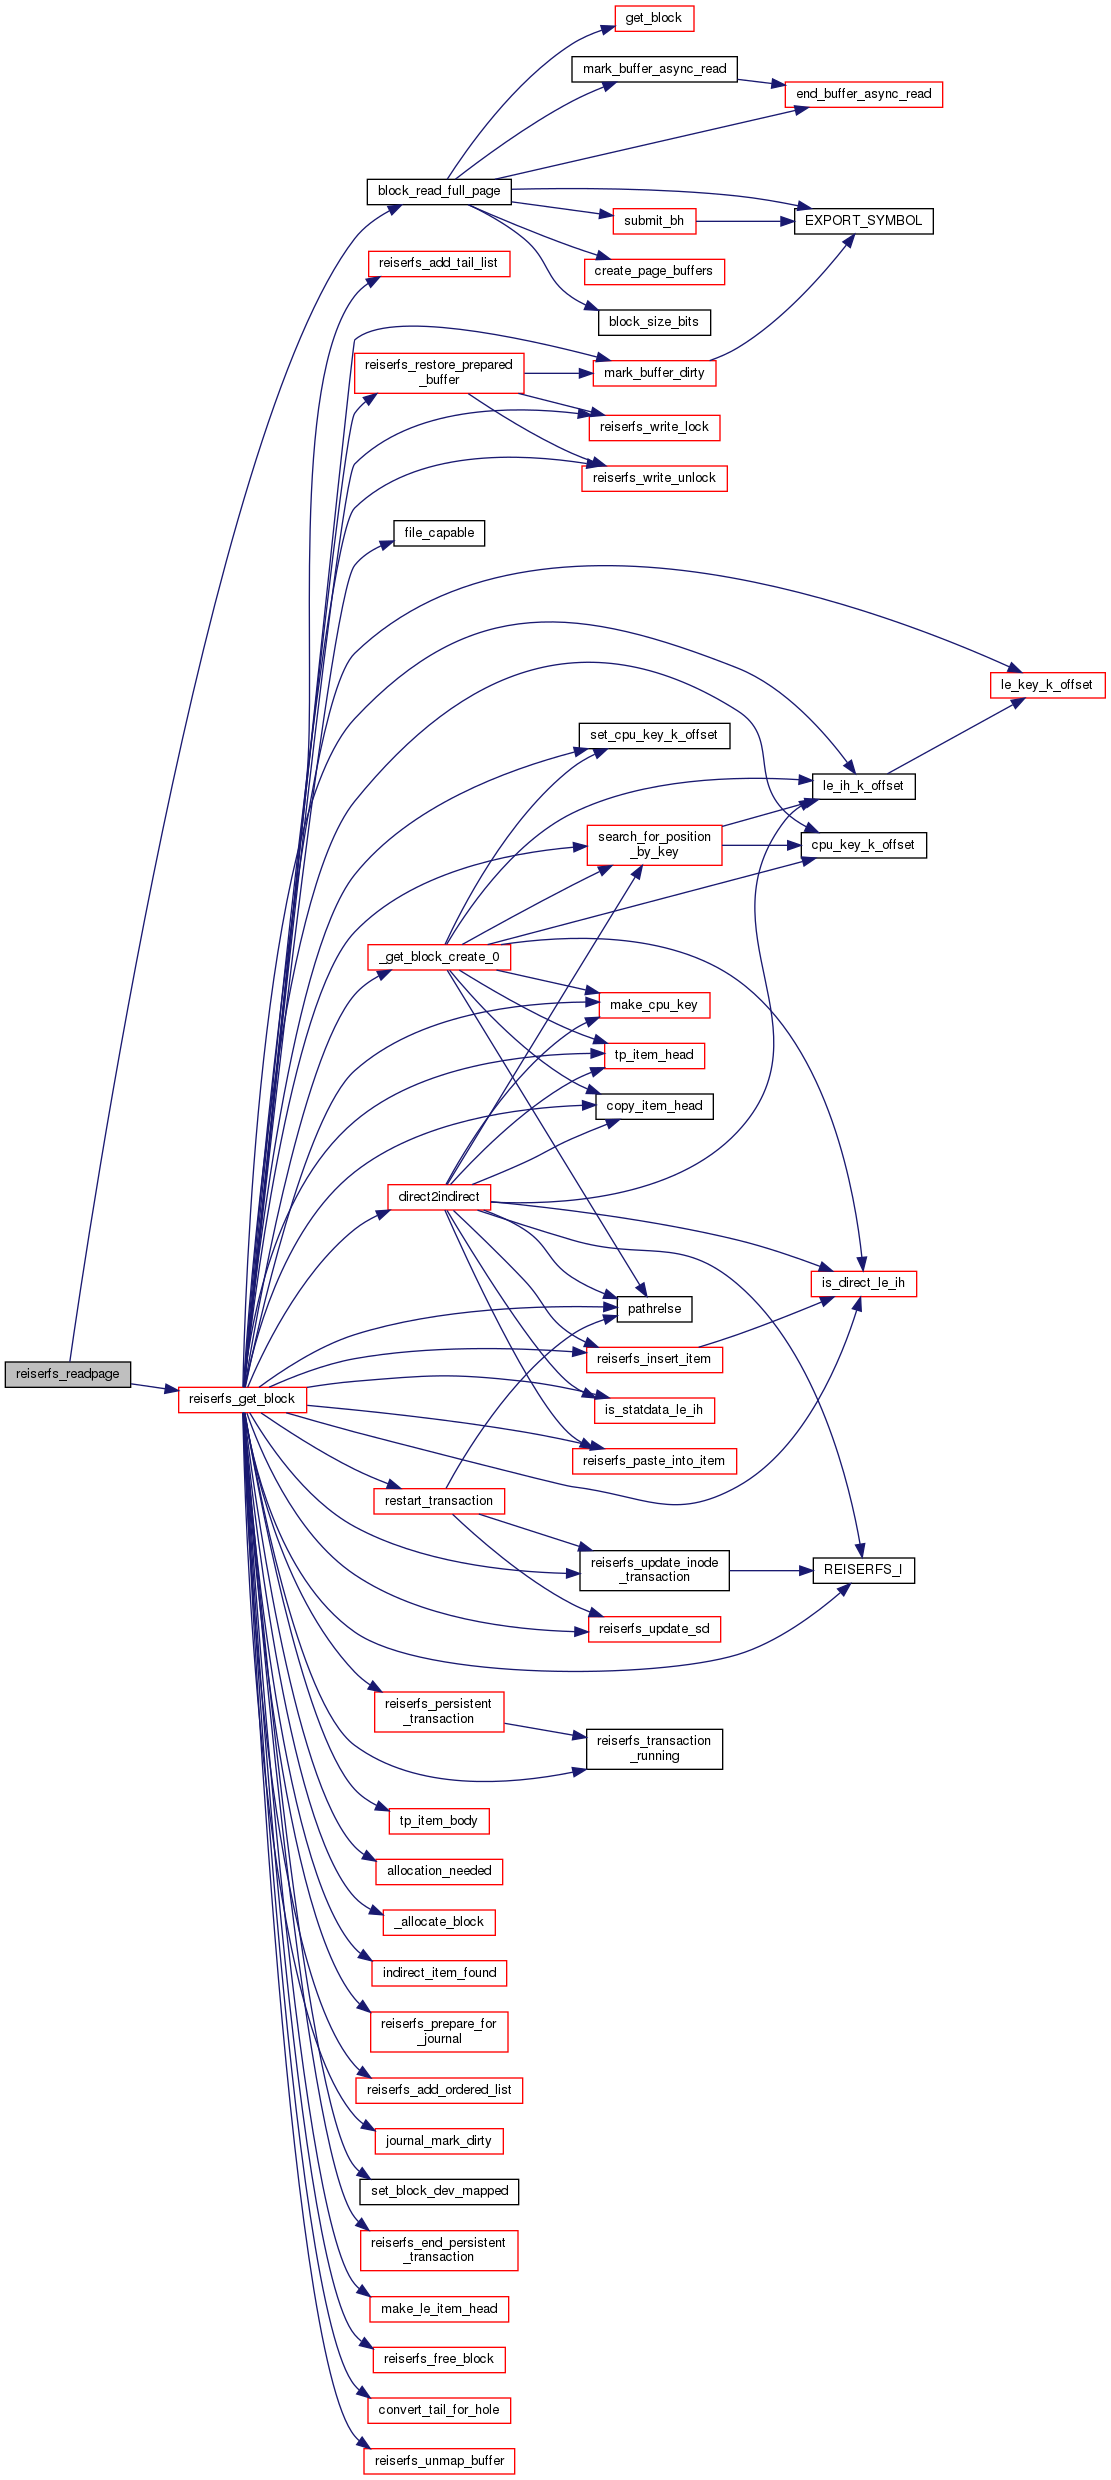 get_block
mark_buffer_async_read
end_buffer_async_read
block_read_full_page
EXPORT_SYMBOL
submit_bh
reiserfs_add_tail_list
create_page_buffers
block_size_bits
reiserfs_restore_prepared
_buffer
mark_buffer_dirty
reiserfs_write_lock
reiserfs_write_unlock
file_capable
le_key_k_offset
set_cpu_key_k_offset
le_ih_k_offset
search_for_position
_by_key
cpu_key_k_offset
_get_block_create_0
make_cpu_key
tp_item_head
copy_item_head
direct2indirect
is_direct_le_ih
pathrelse
reiserfs_insert_item
reiserfs_readpage
reiserfs_get_block
is_statdata_le_ih
reiserfs_paste_into_item
restart_transaction
reiserfs_update_inode
_transaction
REISERFS_I
reiserfs_update_sd
reiserfs_persistent
_transaction
reiserfs_transaction
_running
tp_item_body
allocation_needed
_allocate_block
indirect_item_found
reiserfs_prepare_for
_journal
reiserfs_add_ordered_list
journal_mark_dirty
set_block_dev_mapped
reiserfs_end_persistent
_transaction
make_le_item_head
reiserfs_free_block
convert_tail_for_hole
reiserfs_unmap_buffer